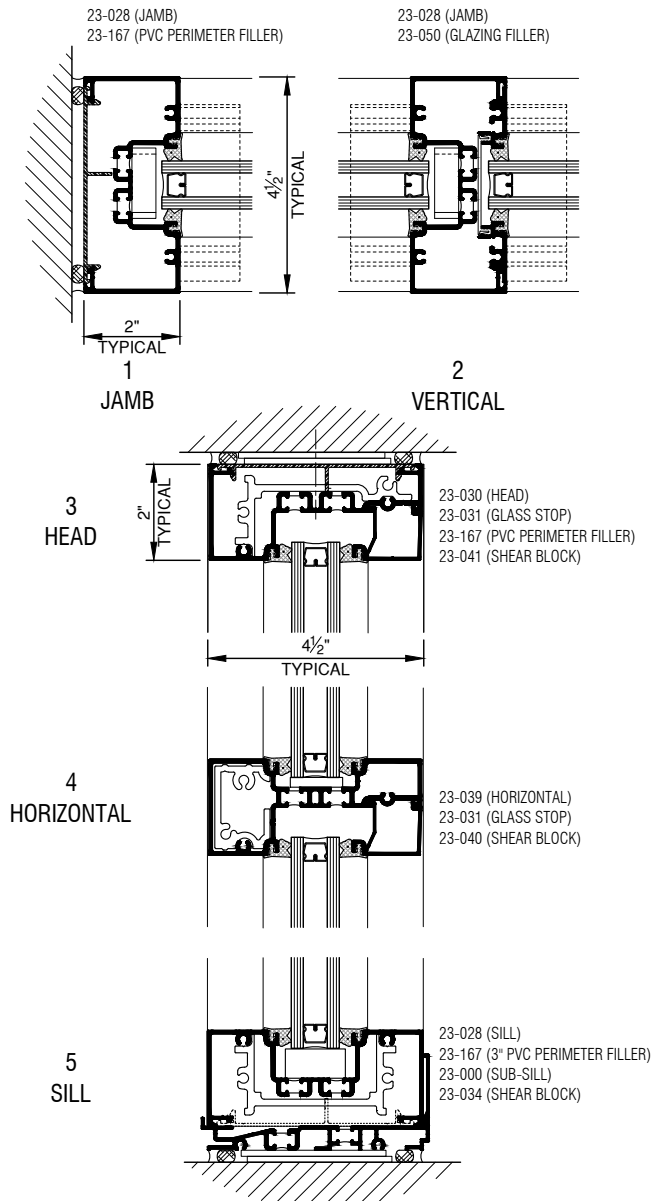 23-028 (JAMB)
23-167 (PVC PERIMETER FILLER)
23-028 (JAMB)
23-050 (GLAZING FILLER)
4½"
TYPICAL
2"
TYPICAL
1
JAMB
2
VERTICAL
3
HEAD
2"
TYPICAL
23-030 (HEAD)
23-031 (GLASS STOP)
23-167 (PVC PERIMETER FILLER)
23-041 (SHEAR BLOCK)
4½"
TYPICAL
4
HORIZONTAL
23-039 (HORIZONTAL)
23-031 (GLASS STOP)
23-040 (SHEAR BLOCK)
5
SILL
23-028 (SILL)
23-167 (3" PVC PERIMETER FILLER)
23-000 (SUB-SILL)
23-034 (SHEAR BLOCK)